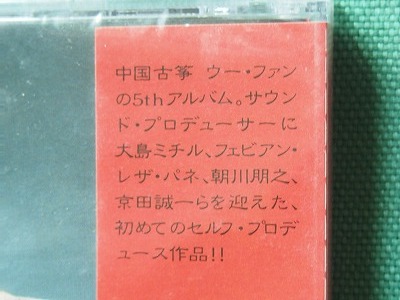 中国古筝 ウー・ファン
の5thアルバム。サウン
ド・プロデューサーに
大島ミチル、フェビアン・
レザ・パネ、朝川朋之、
京田誠一らを迎えた、
初めてのセルフ・プロデ
ュース作品!!